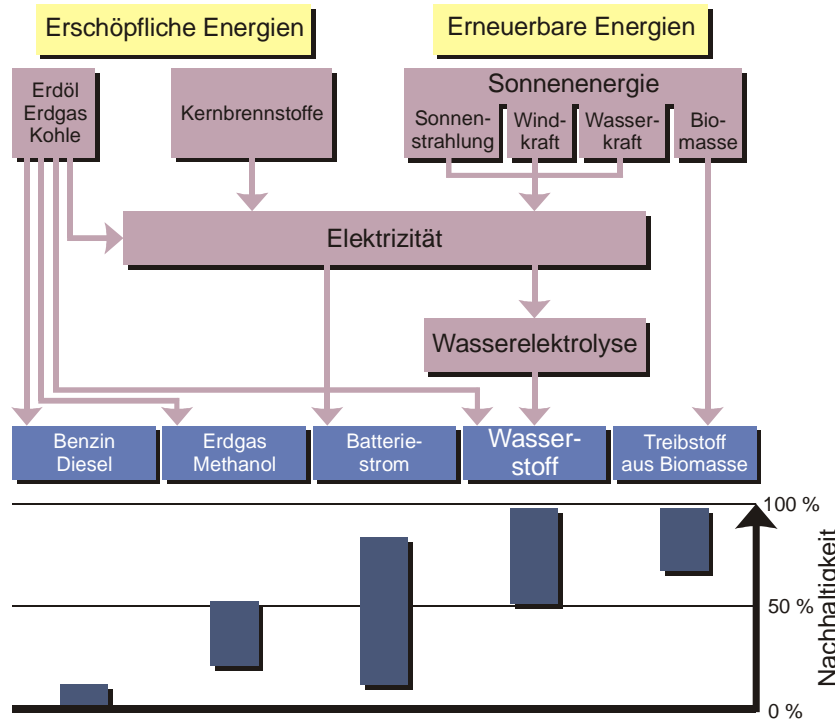 Erschöpfliche Energien
Erneuerbare Energien
Erdöl
Erdgas
Kohle
Kernbrennstoffe
Sonnenenergie
Sonnen-
strahlung
Wind-
kraft
Wasser-
kraft
Bio-
masse
Elektrizität
Wasserelektrolyse
Benzin
Diesel
Erdgas
Methanol
Batterie-
strom
Wasser-
stoff
Treibstoff
aus Biomasse
100 %
50 %
0 %
Nachhaltigkeit